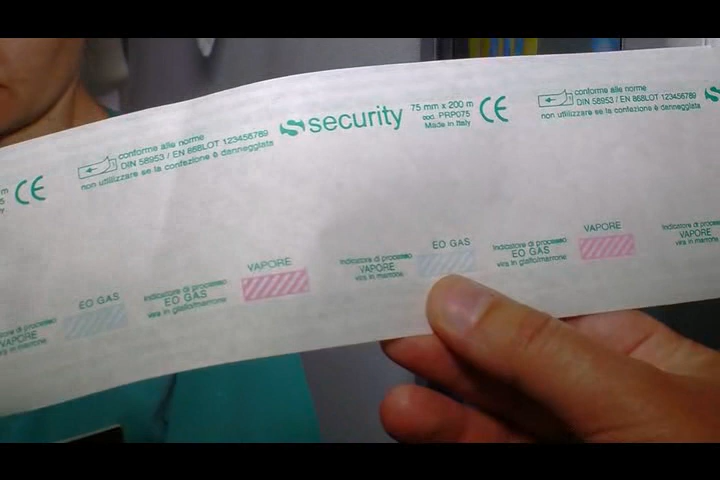 conforme alle norme
DIN 58953 / EN 868LOT 123456789
non utilizzare se la confezione è danneggiata
security
75 mm x 200 m
cod. PRP075
Made in Italy
CE
conforme alle norme
DIN 58953 / EN 868LOT 123456789
non utilizzare se la confezione è danneggiata
m
CE
EO GAS
Indicatore di processo
EO GAS
vira in giallo/marrone
VAPORE
Indicatore di processo
VAPORE
vira in marrone
EO GAS
Indicatore di processo
EO GAS
vira in giallo/marrone
VAPORE
Indicatore di processo
VAPORE
vira in marrone